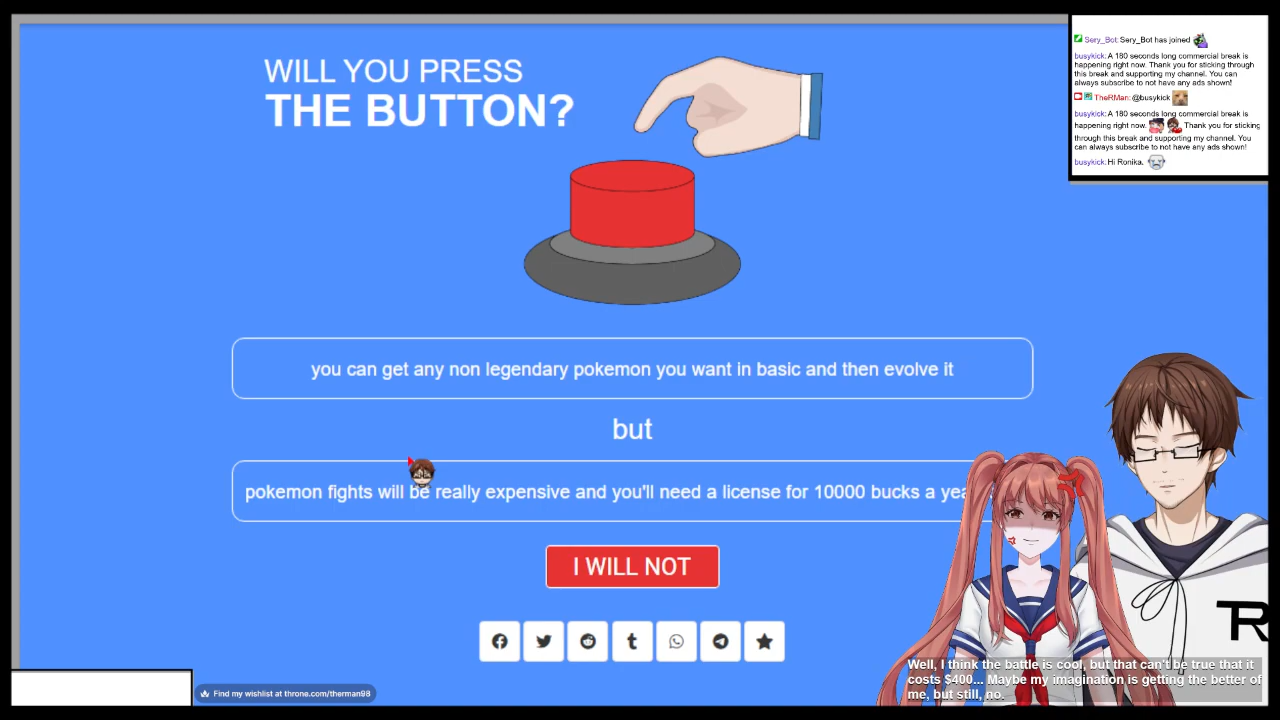 WILL YOU PRESS
THE BUTTON?
you can get any non legendary pokemon you want in basic and then evolve it
but
pokemon fights will be really expensive and you'll need a license for 10000 bucks a yea
I WILL NOT
Find my wishlist at throne.com/therman98
Sery_Bot: Sery_Bot has joined
busykick: A 180 seconds long commercial break is
happening right now. Thank you for sticking through
this break and supporting my channel. You can
always subscribe to not have any ads shown!
TheRMan: @busykick
busykick: A 180 seconds long commercial break is
happening right now. Thank you for sticking
through this break and supporting my channel. You
can always subscribe to not have any ads shown!
busykick: Hi Ronika.
Well, I think the battle is cool, but that can't be true that it
costs $400... Maybe my imagination is getting the better of
me, but still, no.